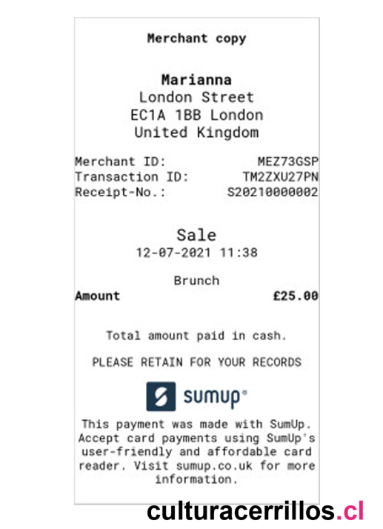 Merchant copy
Marianna
London Street
EC1A 1BB London
United Kingdom
Merchant ID: MEZ73GSP
Transaction ID: TM2ZXU27PN
Receipt-No.: S20210000002
Sale
12-07-2021 11:38
Brunch
Amount £25.00
Total amount paid in cash.
PLEASE RETAIN FOR YOUR RECORDS
sumup®
This payment was made with SumUp.
Accept card payments using SumUp's
user-friendly and affordable card
reader. Visit sumup.co.uk for more
information.
culturacerrillos.cl